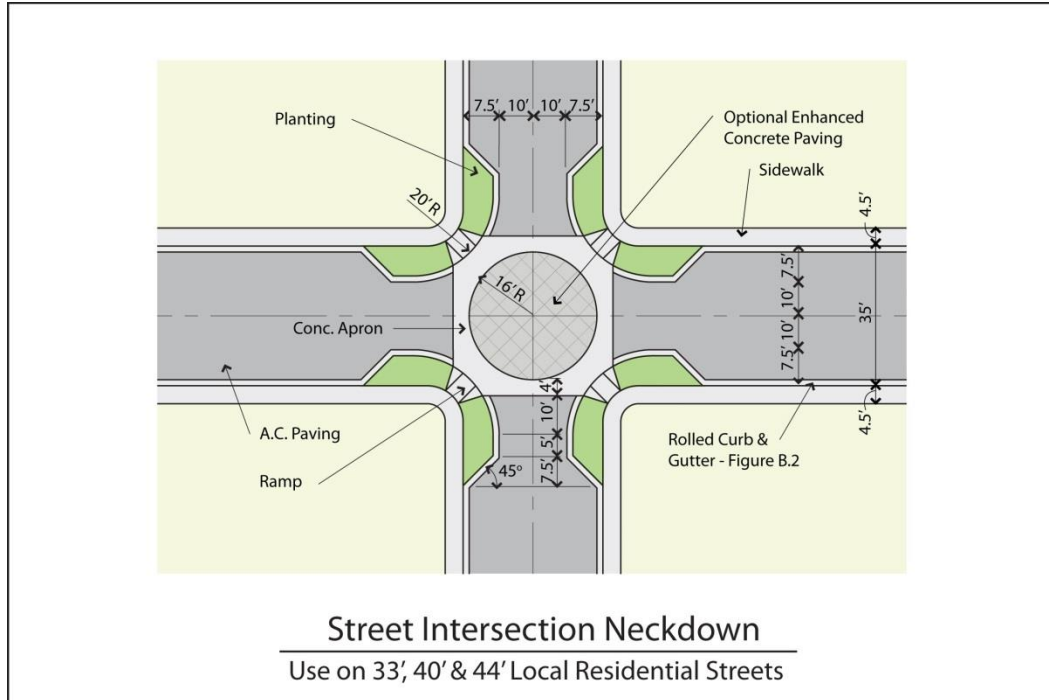 7.5' 10' 10' 7.5'
Planting
Optional Enhanced
Concrete Paving
Sidewalk
20'R
4.5'
7.5'
16'R
10'
35'
Conc. Apron
10'
7.5'
4'
10'
4.5'
A.C. Paving
5'
Rolled Curb &
Gutter - Figure B.2
45°
7.5'
Ramp
Street Intersection Neckdown
Use on 33', 40' & 44' Local Residential Streets